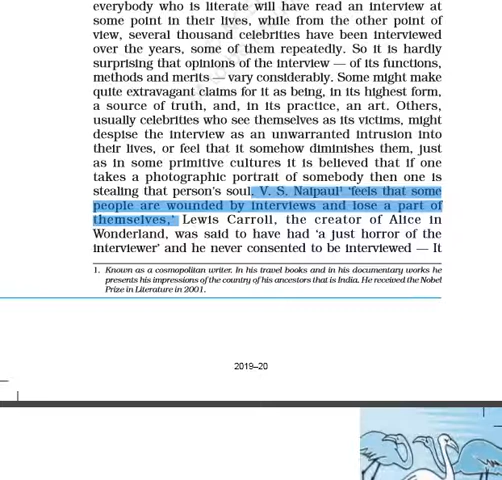 everybody who is literate will have read an interview at
some point in their lives, while from the other point of
view, several thousand celebrities have been interviewed
over the years, some of them repeatedly. So it is hardly
surprising that opinions of the interview — of its functions,
methods and merits — vary considerably. Some might make
quite extravagant claims for it as being, in its highest form,
a source of truth, and, in its practice, an art. Others,
usually celebrities who see themselves as its victims, might
despise the interview as an unwarranted intrusion into
their lives, or feel that it somehow diminishes them, just
as in some primitive cultures it is believed that if one
takes a photographic portrait of somebody then one is
stealing that person's soul. V. S. Naipaul¹ 'feels that some
people are wounded by interviews and lose a part of
themselves,' Lewis Carroll, the creator of Alice in
Wonderland, was said to have had 'a just horror of the
interviewer' and he never consented to be interviewed — It
1. Known as a cosmopolitan writer. In his travel books and in his documentary works he
presents his impressions of the country of his ancestors that is India. He received the Nobel
Prize in Literature in 2001.
2019–20